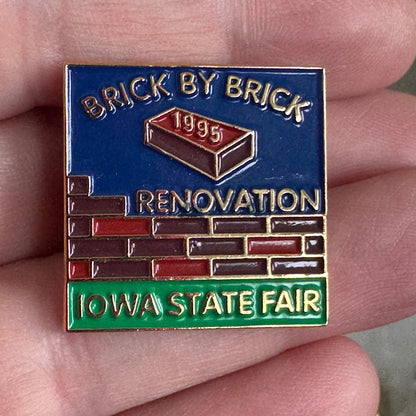 BRICK BY BRICK
1995
RENOVATION
IOWA STATE FAIR